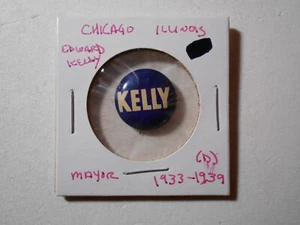 CHICAGO ILLINOIS
EDWARD
KELLY
KELLY
(D)
MAYOR 1933-1939